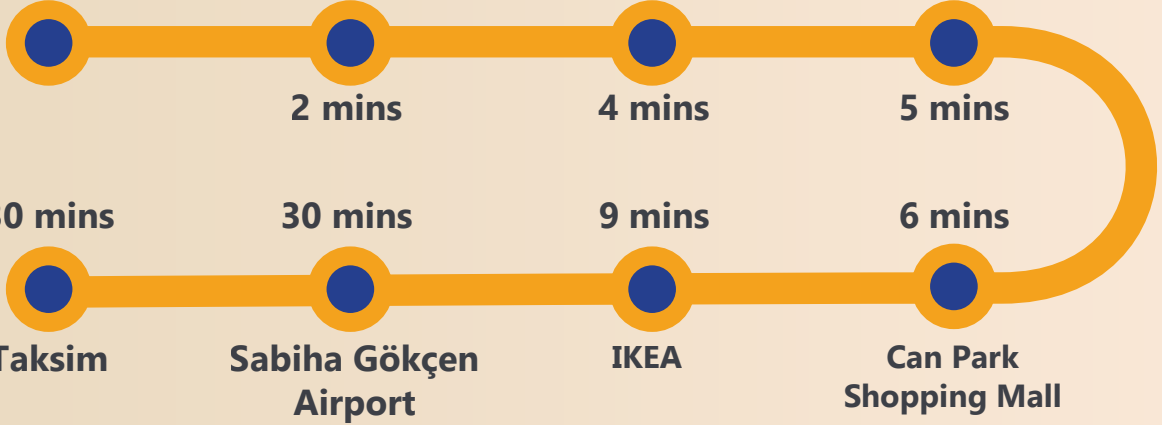 2 mins
4 mins
5 mins
30 mins
9 mins
6 mins
mins
Taksim
Sabiha Gökçen
Airport
IKEA
Can Park
Shopping Mall